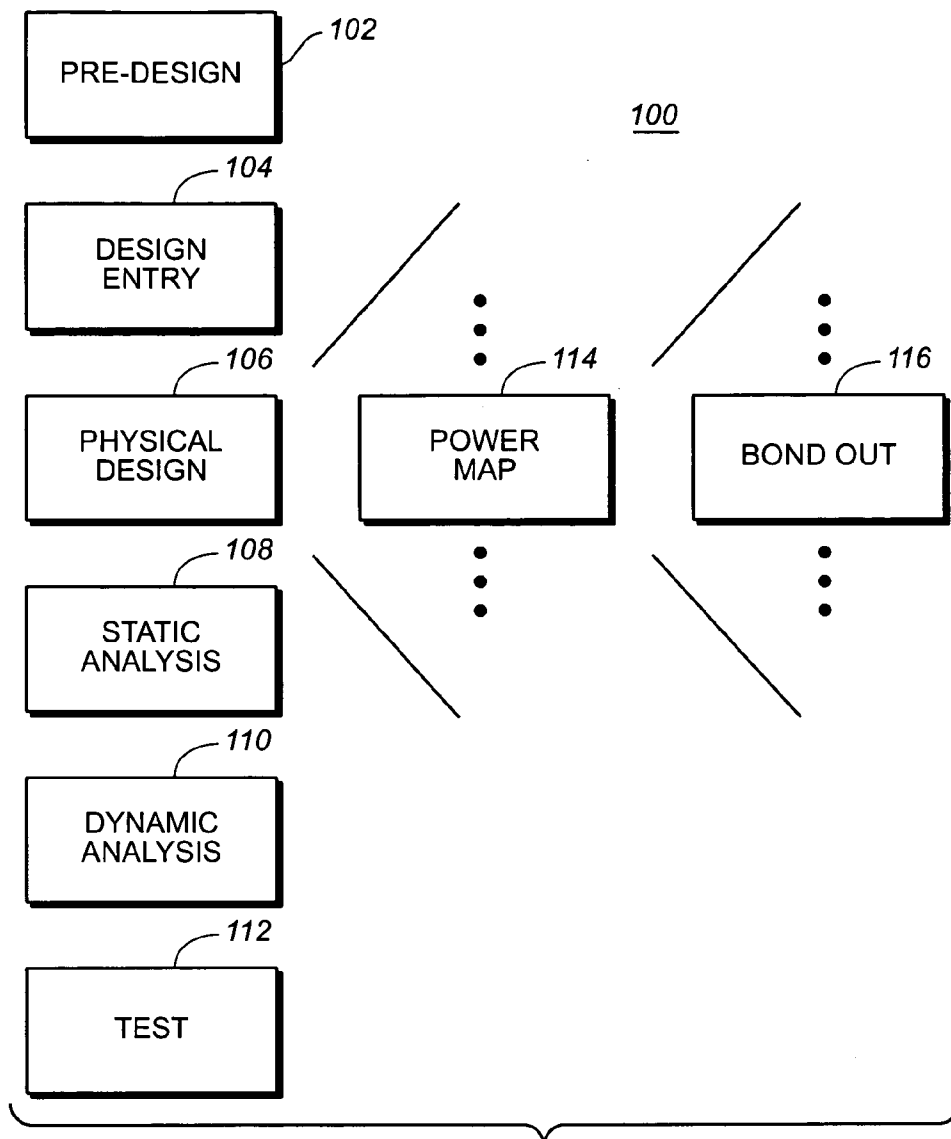 102
PRE-DESIGN
100
104
DESIGN
ENTRY
106
114
116
PHYSICAL
DESIGN
POWER
MAP
BOND OUT
108
STATIC
ANALYSIS
110
DYNAMIC
ANALYSIS
112
TEST